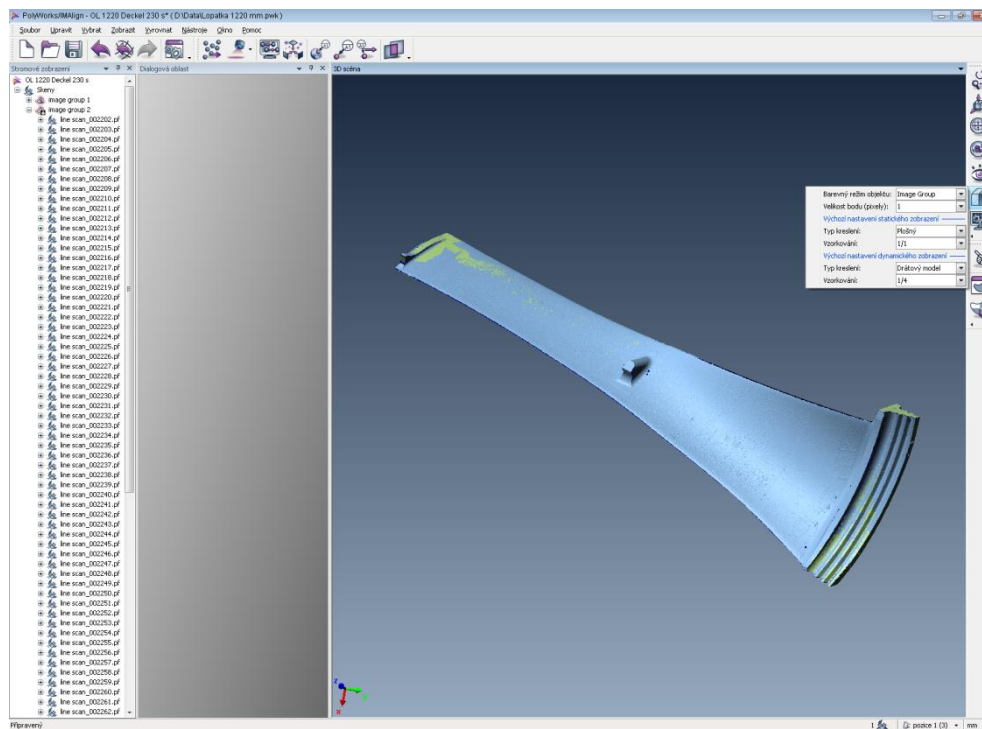 PolyWorks/IMAlign - OL 1220 Deckel 230 s* ( D:\Data\Lopatka 1220 mm.pwk )
Soubor Upravit Vybrat Zobrazit Vyrovnat Nástroje Okno Pomoc
Stromové zobrazení
Dialogová oblast
3D scéna
OL 1220 Deckel 230 s
Skeny
image group 1
image group 2
line scan_002202.pf
line scan_002203.pf
line scan_002204.pf
line scan_002205.pf
line scan_002206.pf
line scan_002207.pf
line scan_002208.pf
line scan_002209.pf
line scan_002210.pf
line scan_002211.pf
line scan_002212.pf
line scan_002213.pf
line scan_002214.pf
line scan_002215.pf
line scan_002216.pf
line scan_002217.pf
line scan_002218.pf
line scan_002219.pf
line scan_002220.pf
line scan_002221.pf
line scan_002222.pf
line scan_002223.pf
line scan_002224.pf
line scan_002225.pf
line scan_002226.pf
line scan_002227.pf
line scan_002228.pf
line scan_002229.pf
line scan_002230.pf
line scan_002231.pf
line scan_002232.pf
line scan_002233.pf
line scan_002234.pf
line scan_002235.pf
line scan_002236.pf
line scan_002237.pf
line scan_002238.pf
line scan_002239.pf
line scan_002240.pf
line scan_002241.pf
line scan_002242.pf
line scan_002243.pf
line scan_002244.pf
line scan_002245.pf
line scan_002246.pf
line scan_002247.pf
line scan_002248.pf
line scan_002249.pf
line scan_002250.pf
line scan_002251.pf
line scan_002252.pf
line scan_002253.pf
line scan_002254.pf
line scan_002255.pf
line scan_002256.pf
line scan_002257.pf
line scan_002258.pf
line scan_002259.pf
line scan_002260.pf
line scan_002261.pf
line scan_002262.pf
Barevný režim objektu: Image Group
Velikost bodu (pixely): 1
Výchozí nastavení statického zobrazení
Typ kreslení: Plošný
Vzorkování: 1/1
Výchozí nastavení dynamického zobrazení
Typ kreslení: Drátový model
Vzorkování: 1/4
Z
Y
X
Připravený
1
pozice 1 (3)
mm